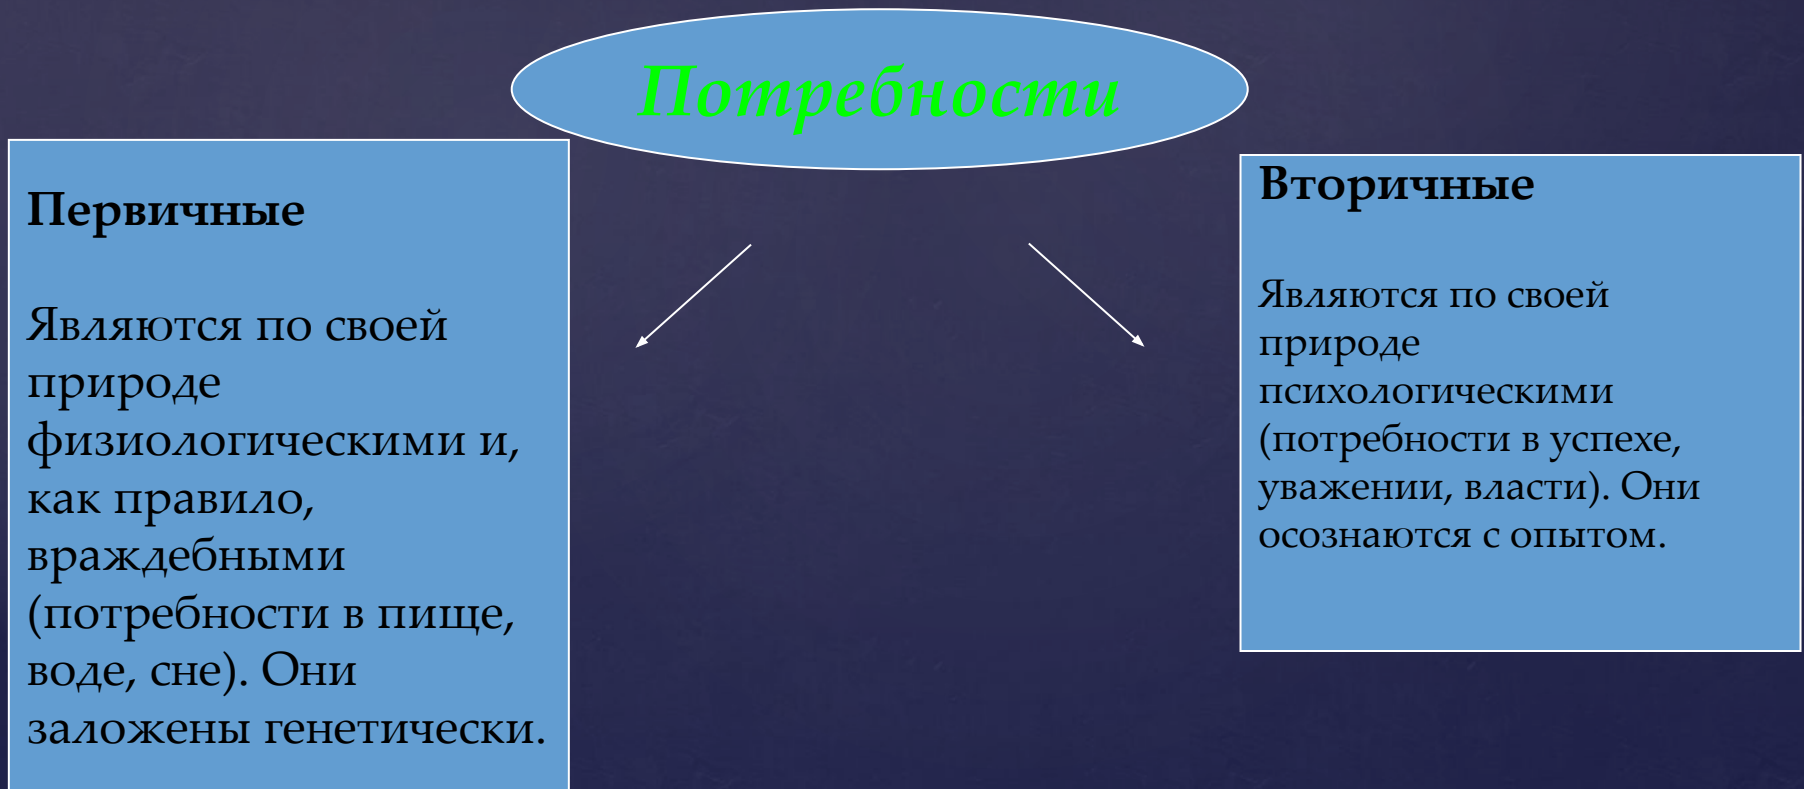 Потребности
Первичные
Являются по своей
природе
физиологическими и,
как правило,
враждебными
(потребности в пище,
воде, сне). Они
заложены генетически.
Вторичные
Являются по своей
природе
психологическими
(потребности в успехе,
уважении, власти). Они
осознаются с опытом.